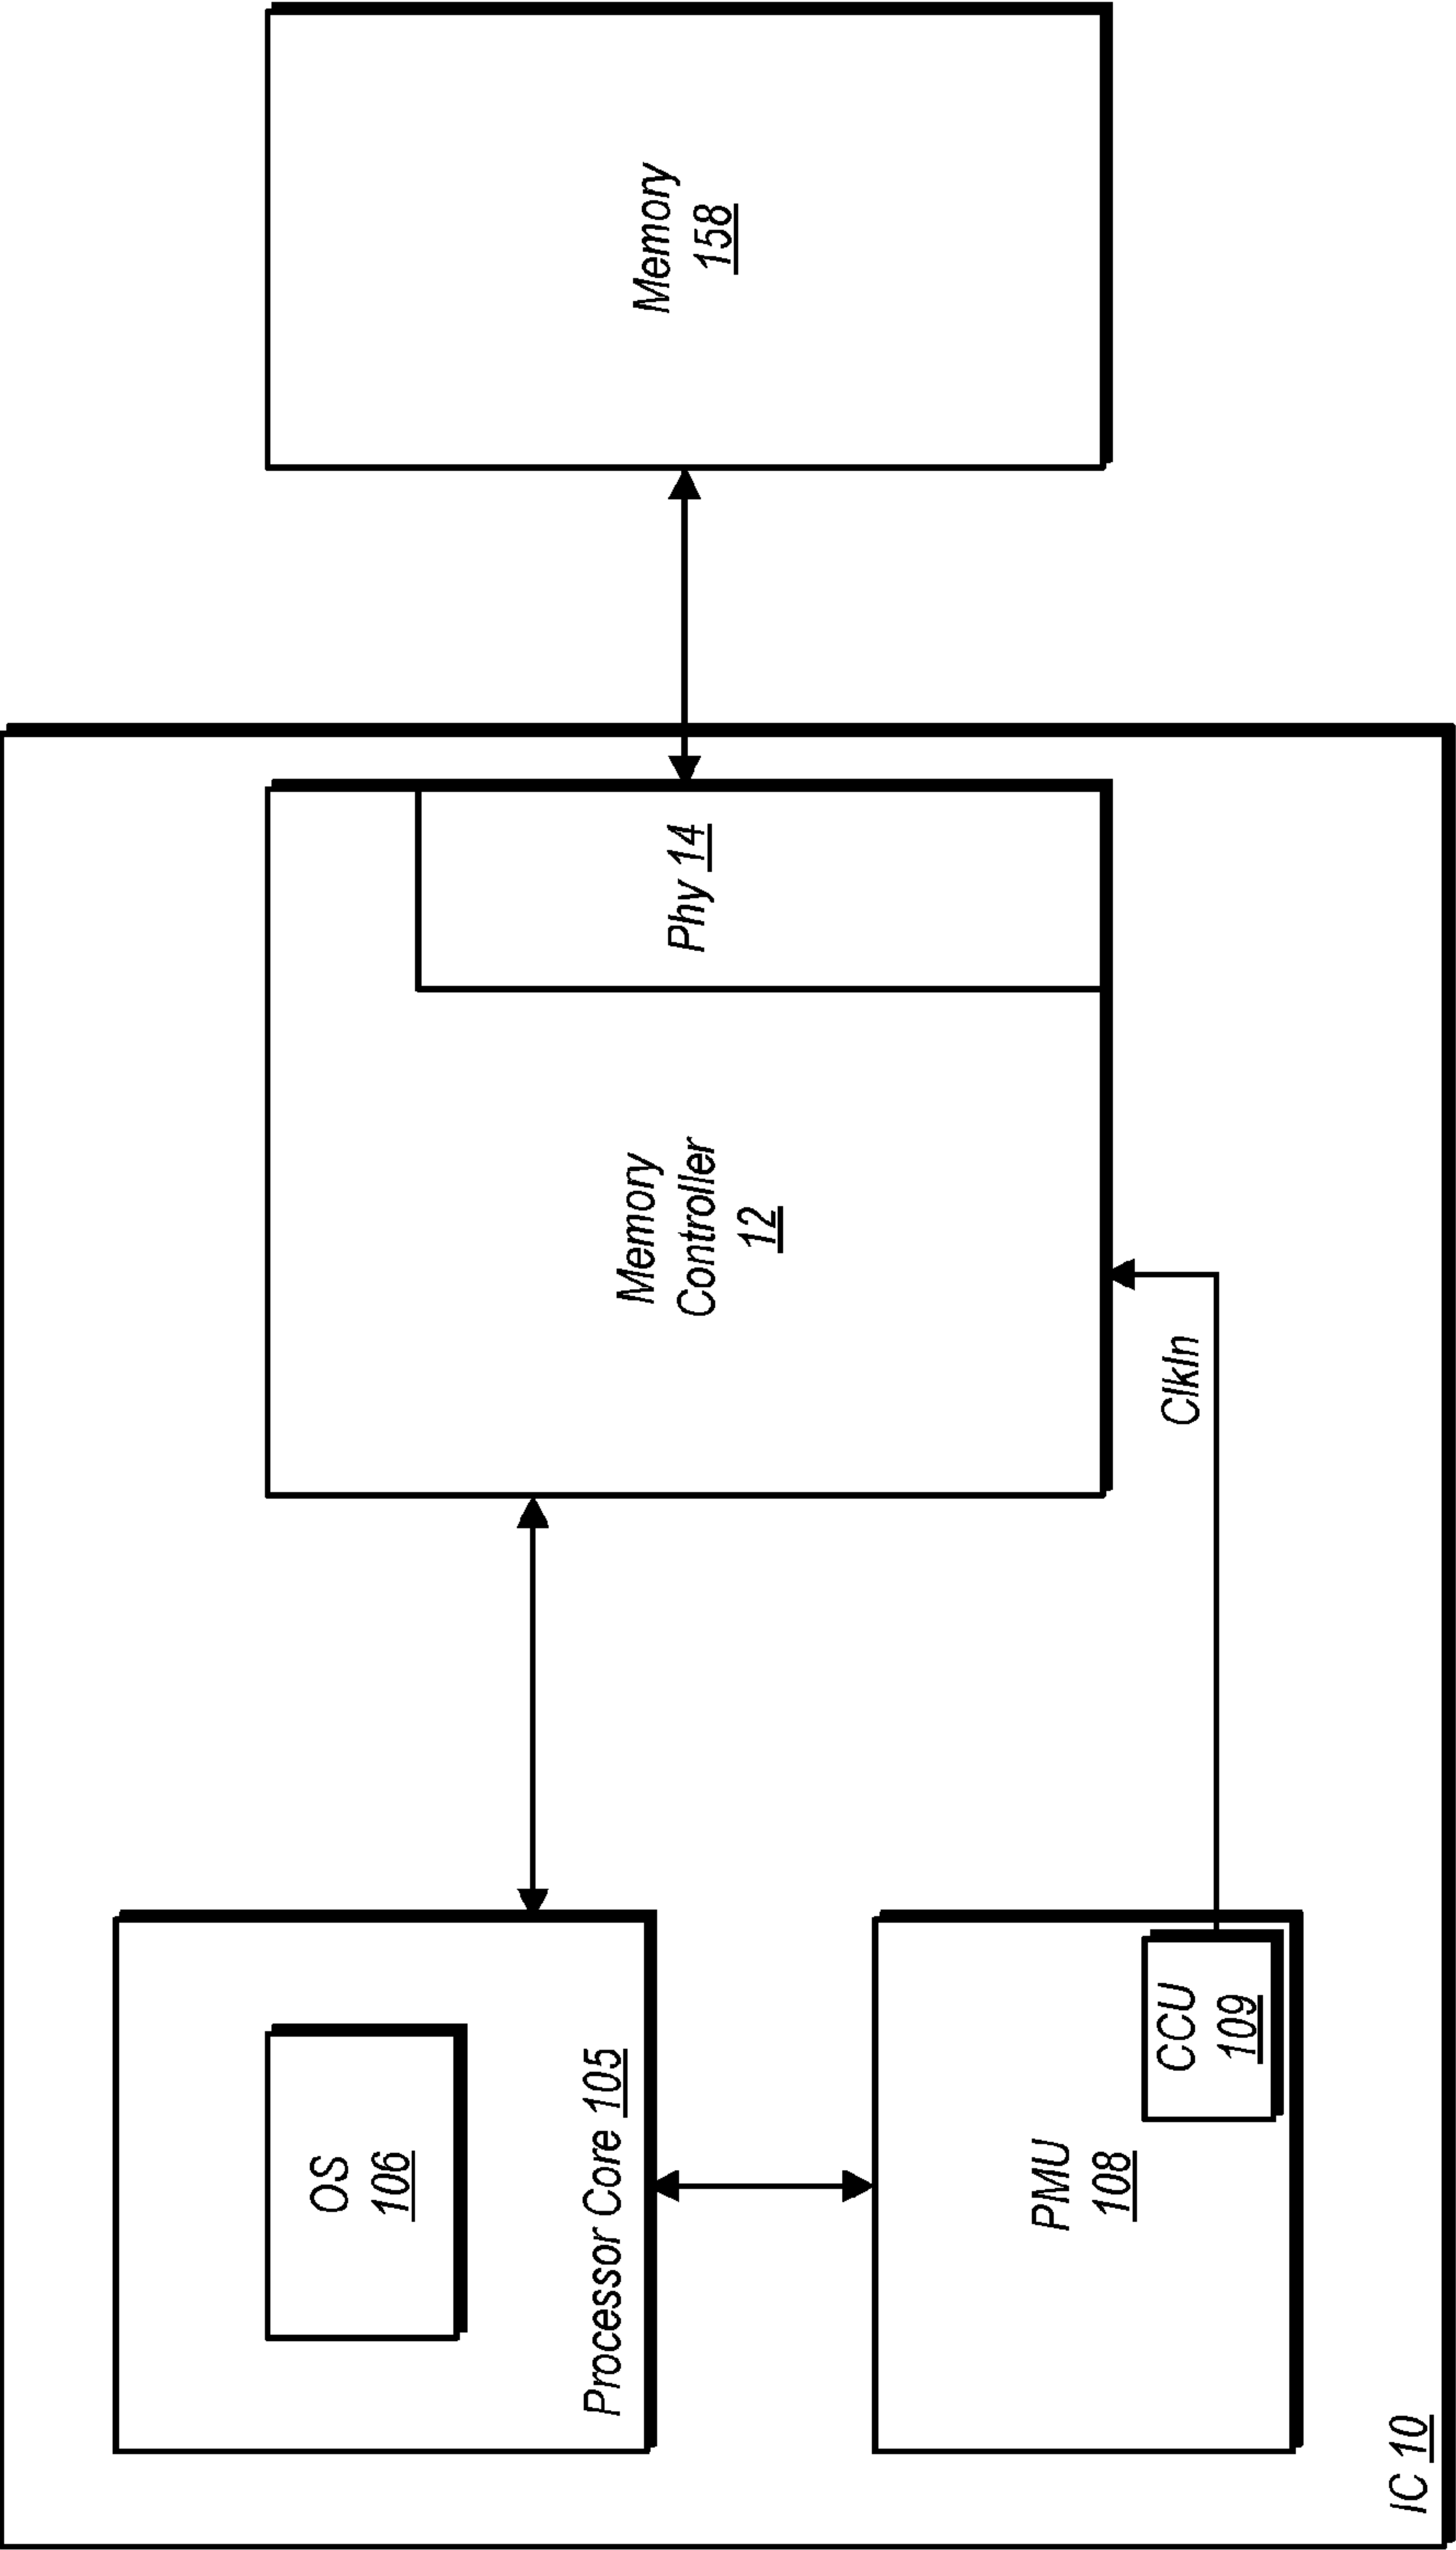 OS
106
Processor Core 105
PMU
108
CCU
109
IC 10
ClkIn
Memory
Controller
12
Phy 14
Memory
158